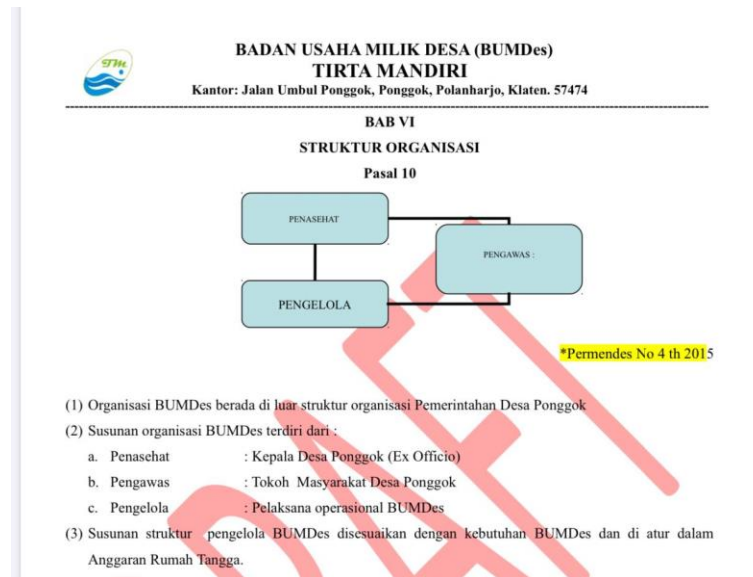 TM
BADAN USAHA MILIK DESA (BUMDes)
TIRTA MANDIRI
Kantor: Jalan Umbul Ponggok, Ponggok, Polanharjo, Klaten. 57474
BAB VI
STRUKTUR ORGANISASI
Pasal 10
PENASEHAT
PENGAWAS :
PENGELOLA
*Permendes No 4 th 2015
(1) Organisasi BUMDes berada di luar struktur organisasi Pemerintahan Desa Ponggok
(2) Susunan organisasi BUMDes terdiri dari :
a. Penasehat : Kepala Desa Ponggok (Ex Officio)
b. Pengawas : Tokoh Masyarakat Desa Ponggok
c. Pengelola : Pelaksana operasional BUMDes
(3) Susunan struktur pengelola BUMDes disesuaikan dengan kebutuhan BUMDes dan di atur dalam
Anggaran Rumah Tangga.